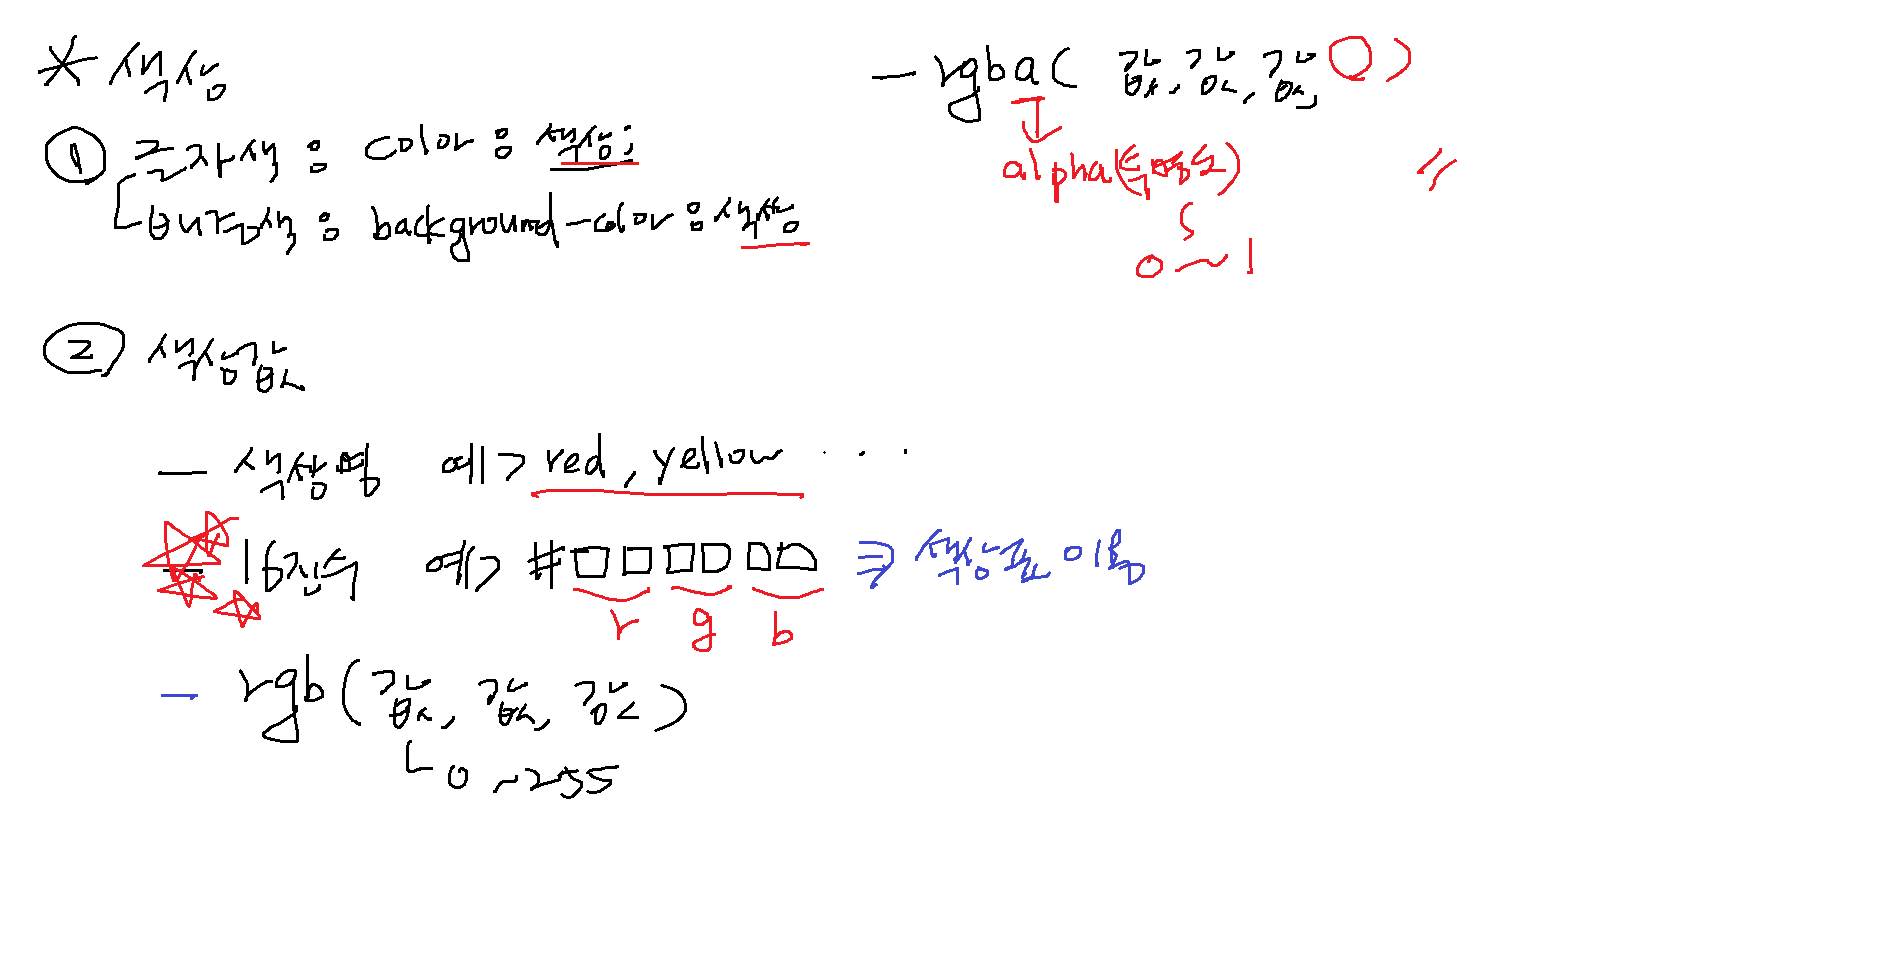 * 색상
① 글자색 : color : 색상;
배경색 : background-color : 색상
② 색상값
- 색상명 예> red, yellow ...
- 16진수 예> #□□□□□□ ⇒ 색상표 이용
r g b
- rgb(값, 값, 값)
0 ~ 255
- rgba( 값, 값, 값, )
alpha(투명도)
0 ~ 1